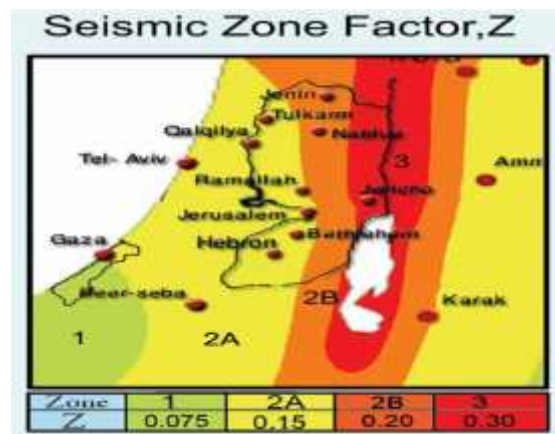 Seismic Zone Factor,Z
Jenin
Tulkarm
Qalqilya
Nablus
Tel- Aviv
3
Amm
Ramallah
Jericho
Jerusalem
Gaza
Bethleham
Hebron
Beer-seba
2B
Karak
1
2A
Zone 1 2A 2B 3
Z 0.075 0.15 0.20 0.30